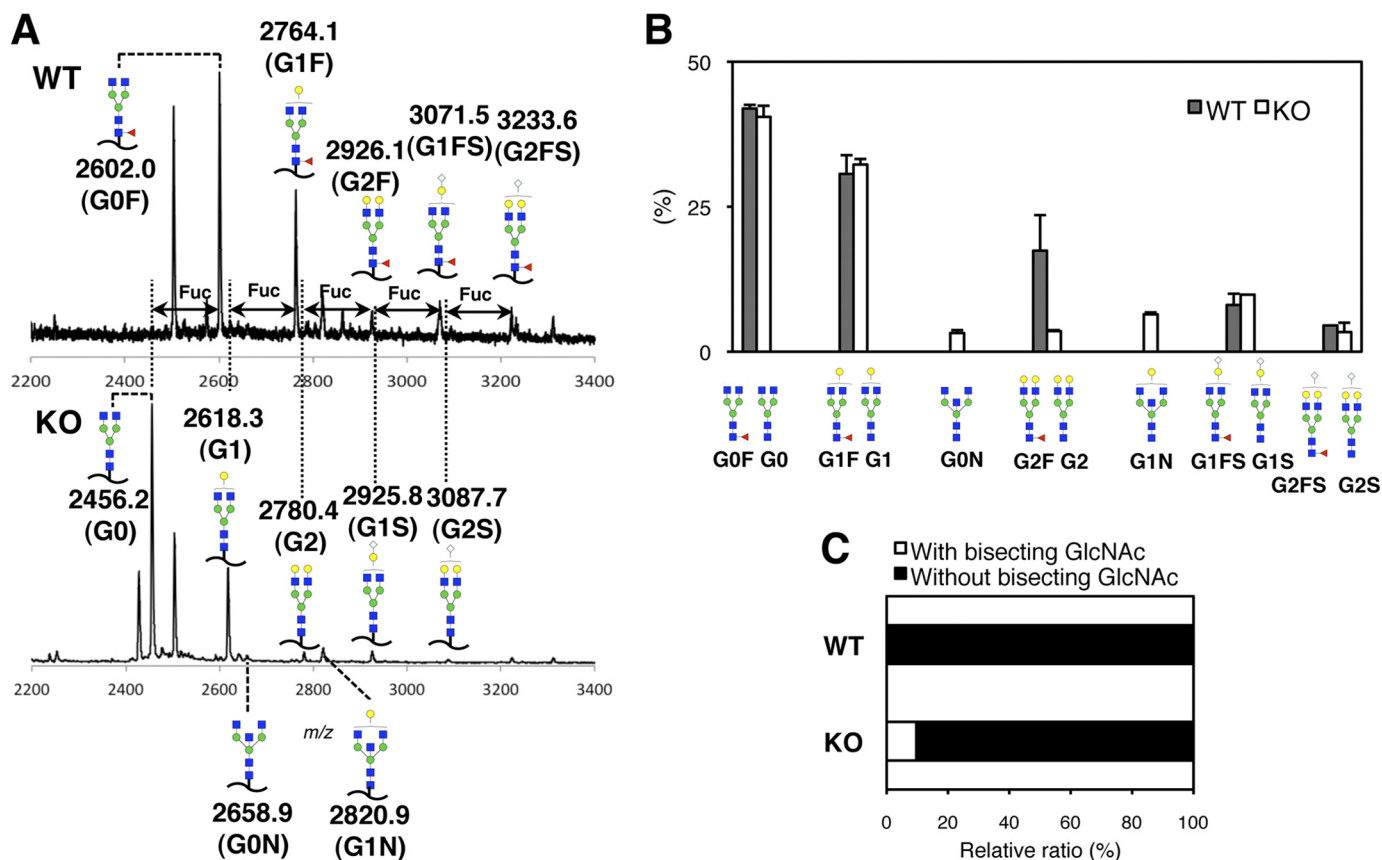 A
WT
2602.0
(G0F)
2764.1
(G1F)
2926.1
(G2F)
3071.5
(G1FS)
3233.6
(G2FS)
Fuc
Fuc
Fuc
Fuc
Fuc
2200
2400
2600
2800
3000
3200
3400
KO
2456.2
(G0)
2618.3
(G1)
2780.4
(G2)
2925.8
(G1S)
3087.7
(G2S)
2200
2400
2600
2800
3000
3200
3400
m/z
2658.9
(G0N)
2820.9
(G1N)
B
50
25
0
(%)
WT KO
G0F G0
G1F G1
G0N
G2F G2
G1N
G1FS G1S
G2FS G2S
C
With bisecting GlcNAc
Without bisecting GlcNAc
WT
KO
0 20 40 60 80 100
Relative ratio (%)